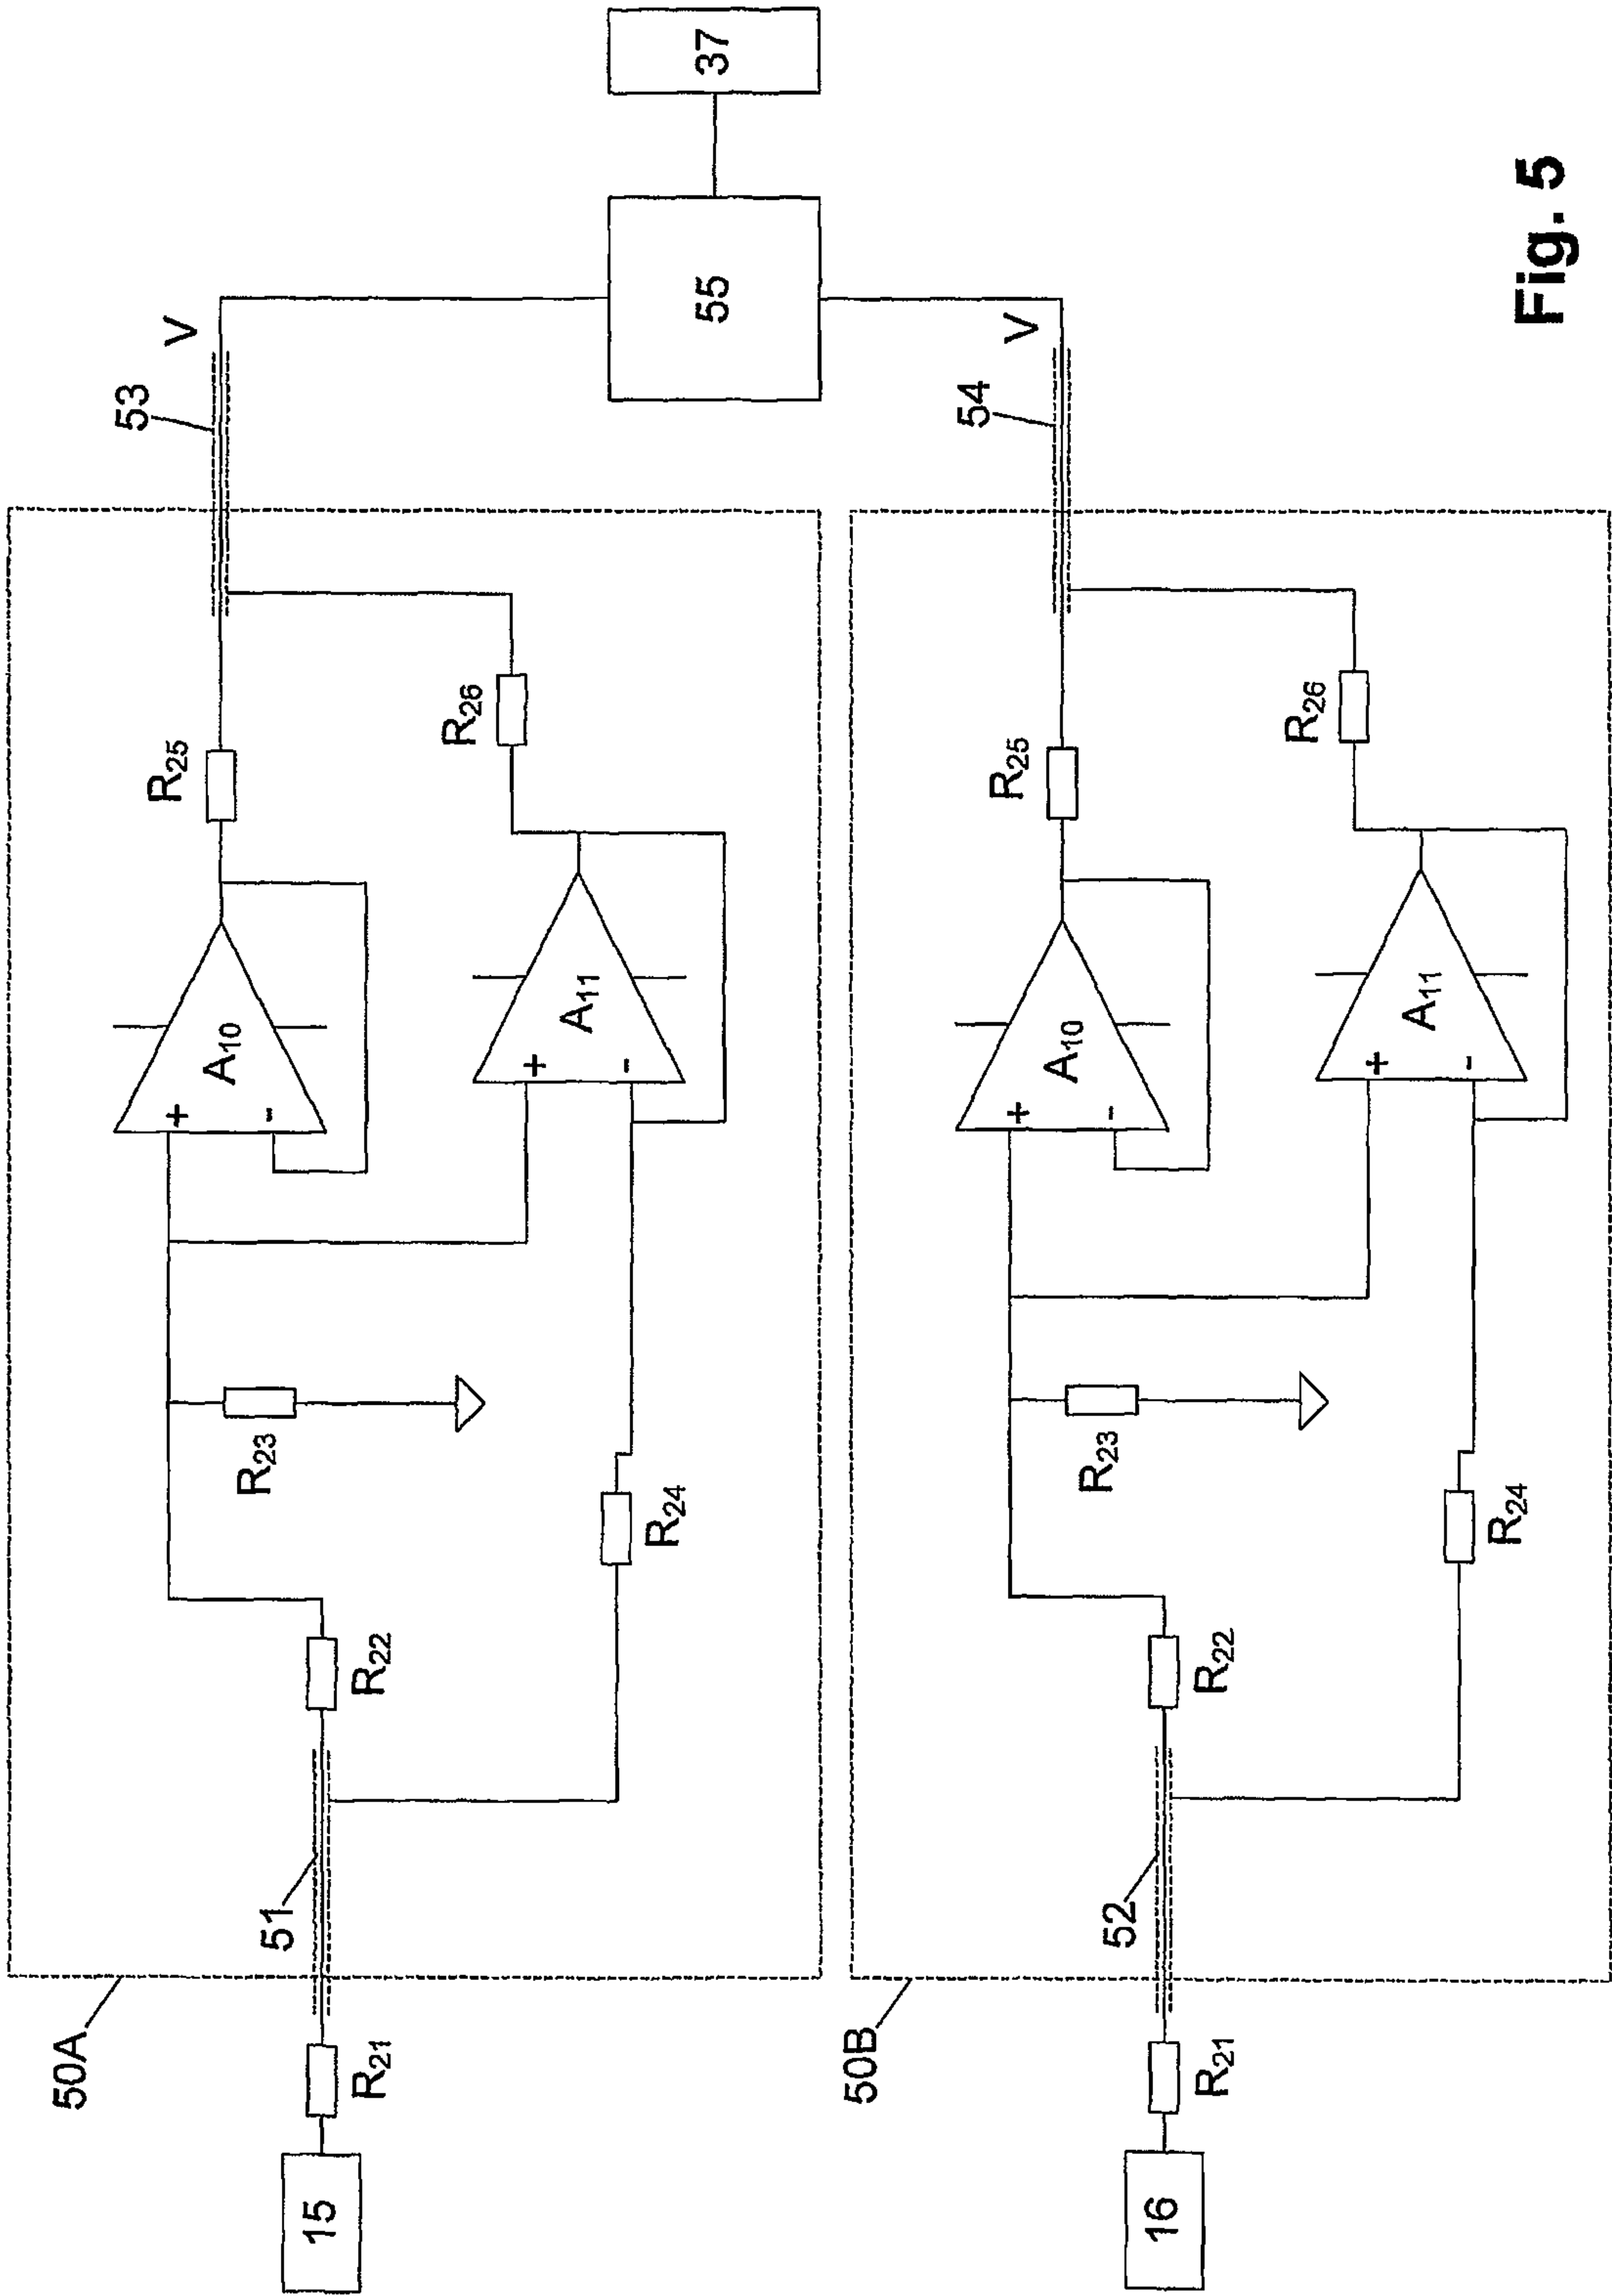 50A
15
R21
51
R22
R23
R24
+
-
A10
+
-
A11
R25
R26
53
V
50B
16
R21
52
R22
R23
R24
+
-
A10
+
-
A11
R25
R26
54
V
55
37
Fig. 5